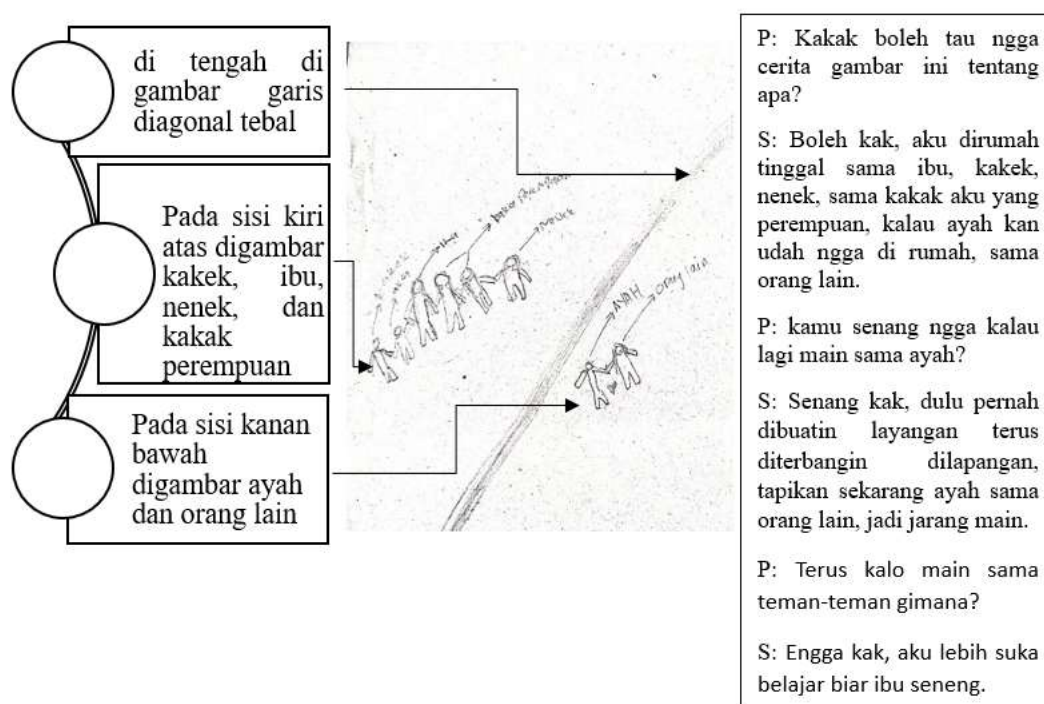 di tengah di
gambar garis
diagonal tebal
Pada sisi kiri
atas digambar
kakek, ibu,
nenek, dan
kakak
perempuan
Pada sisi kanan
bawah
digambar ayah
dan orang lain
AYAH
orang lain
P: Kakak boleh tau ngga
cerita gambar ini tentang
apa?
S: Boleh kak, aku dirumah
tinggal sama ibu, kakek,
nenek, sama kakak aku yang
perempuan, kalau ayah kan
udah ngga di rumah, sama
orang lain.
P: kamu senang ngga kalau
lagi main sama ayah?
S: Senang kak, dulu pernah
dibuatin layangan terus
diterbangin dilapangan,
tapikan sekarang ayah sama
orang lain, jadi jarang main.
P: Terus kalo main sama
teman-teman gimana?
S: Engga kak, aku lebih suka
belajar biar ibu seneng.